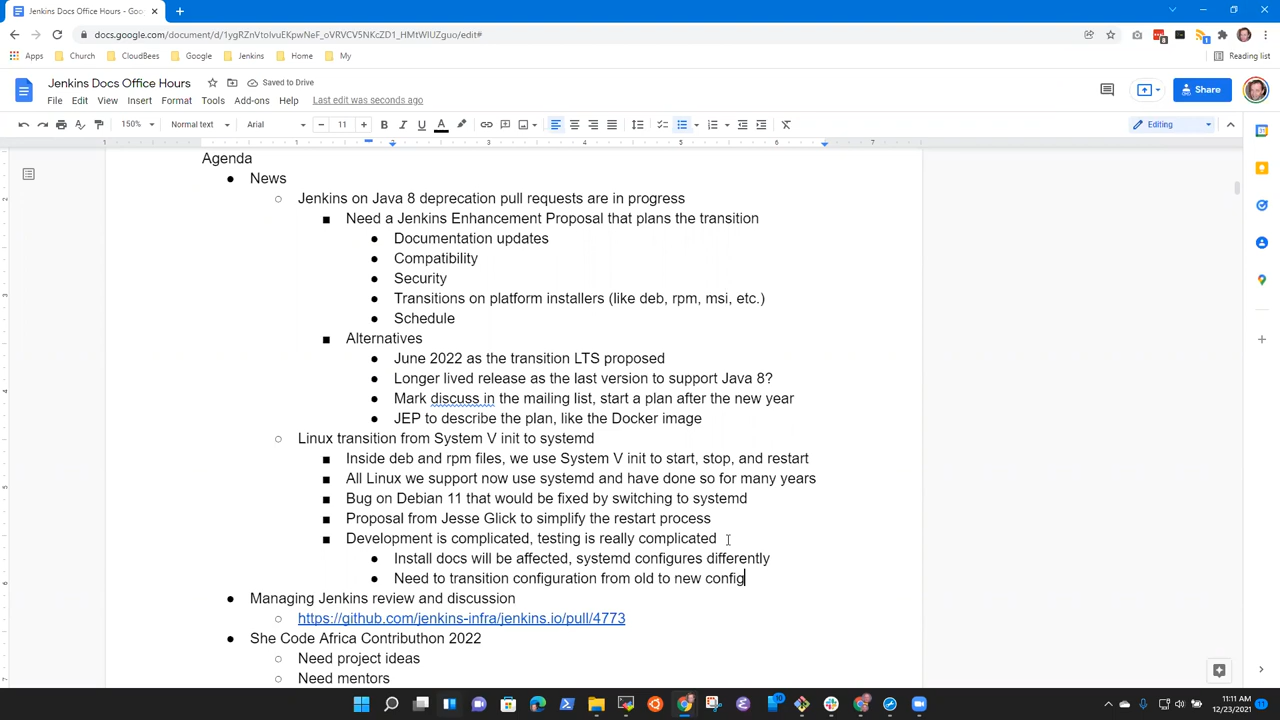 Jenkins Docs Office Hours - Goo
docs.google.com/document/d/1ygRZnVtoIvuEKpwNeF_oVRVCV5NKcZD1_HMtWIUZguo/edit#
Apps Church CloudBees Google Jenkins Home My Reading list
Jenkins Docs Office Hours Saved to Drive
File Edit View Insert Format Tools Add-ons Help Last edit was seconds ago
Share
150% Normal text Arial 11 Editing
Agenda
News
Jenkins on Java 8 deprecation pull requests are in progress
Need a Jenkins Enhancement Proposal that plans the transition
Documentation updates
Compatibility
Security
Transitions on platform installers (like deb, rpm, msi, etc.)
Schedule
Alternatives
June 2022 as the transition LTS proposed
Longer lived release as the last version to support Java 8?
Mark discuss in the mailing list, start a plan after the new year
JEP to describe the plan, like the Docker image
Linux transition from System V init to systemd
Inside deb and rpm files, we use System V init to start, stop, and restart
All Linux we support now use systemd and have done so for many years
Bug on Debian 11 that would be fixed by switching to systemd
Proposal from Jesse Glick to simplify the restart process
Development is complicated, testing is really complicated
Install docs will be affected, systemd configures differently
Need to transition configuration from old to new config
Managing Jenkins review and discussion
https://github.com/jenkins-infra/jenkins.io/pull/4773
She Code Africa Contributhon 2022
Need project ideas
Need mentors
11:11 AM
12/23/2021